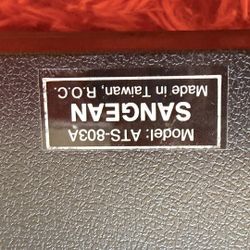 Model: ATS-803A
SANGEAN
Made in Taiwan, R.O.C.